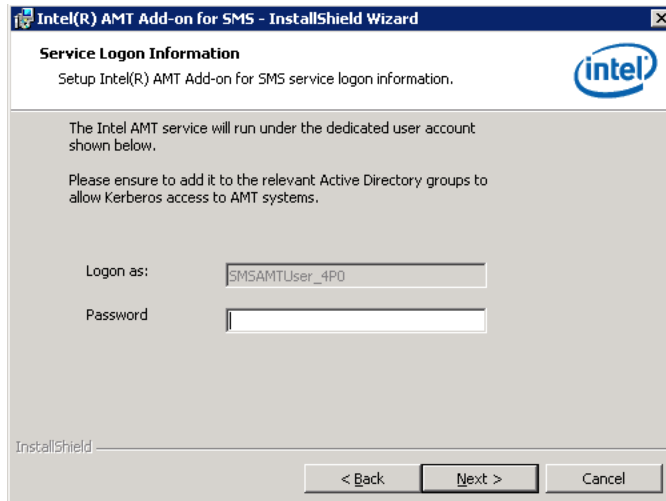 Intel(R) AMT Add-on for SMS - InstallShield Wizard
Service Logon Information
Setup Intel(R) AMT Add-on for SMS service logon information.
intel
The Intel AMT service will run under the dedicated user account
shown below.
Please ensure to add it to the relevant Active Directory groups to
allow Kerberos access to AMT systems.
Logon as:
SMSAMTUser_4P0
Password
InstallShield
< Back
Next >
Cancel